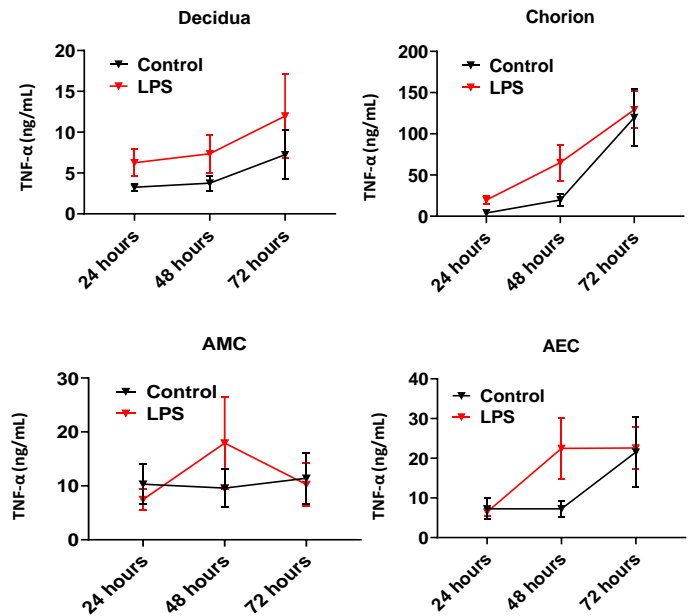 Decidua
TNF-α (ng/mL)
20
15
10
5
0
Control
LPS
24 hours
48 hours
72 hours
Chorion
TNF-α (ng/mL)
200
150
100
50
0
Control
LPS
24 hours
48 hours
72 hours
AMC
TNF-α (ng/mL)
30
20
10
0
Control
LPS
24 hours
48 hours
72 hours
AEC
TNF-α (ng/mL)
40
30
20
10
0
Control
LPS
24 hours
48 hours
72 hours